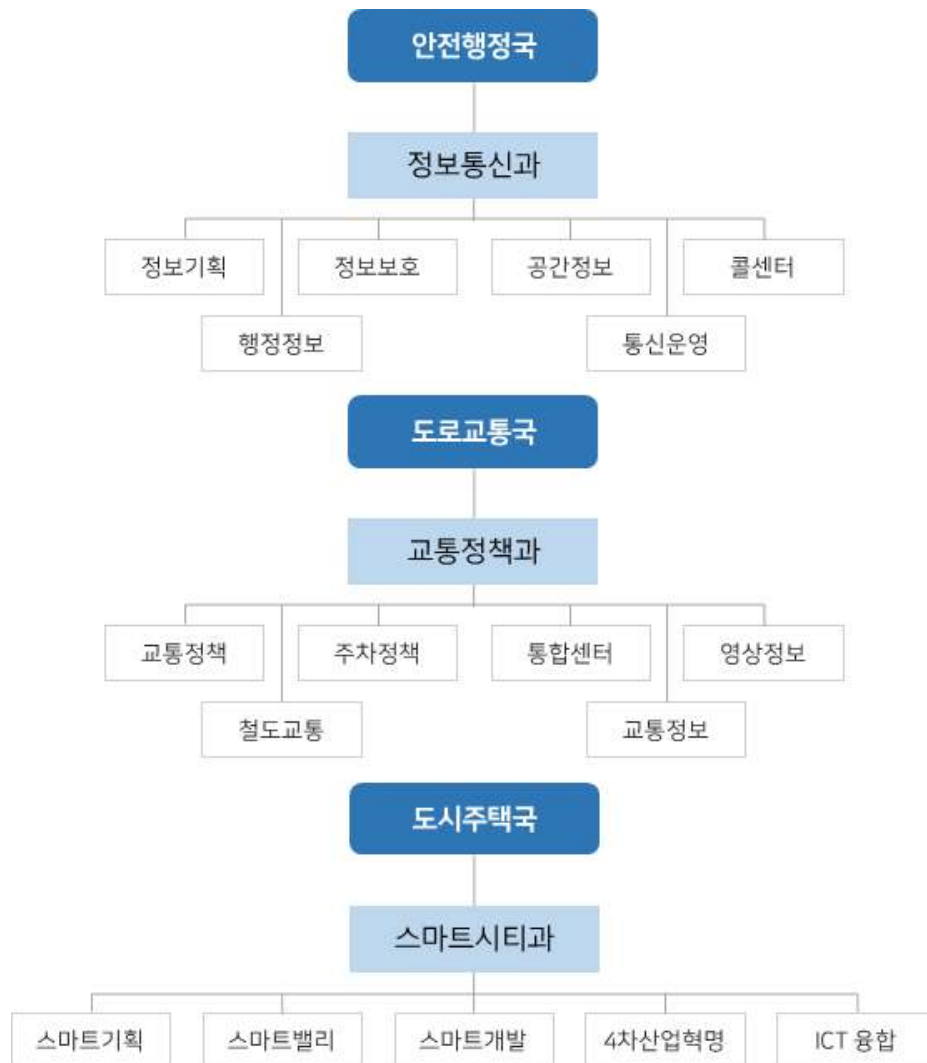 안전행정국
정보통신과
정보기획
정보보호
공간정보
콜센터
행정정보
통신운영
도로교통국
교통정책과
교통정책
주차정책
통합센터
영상정보
철도교통
교통정보
도시주택국
스마트시티과
스마트기획
스마트밸리
스마트개발
4차산업혁명
ICT 융합